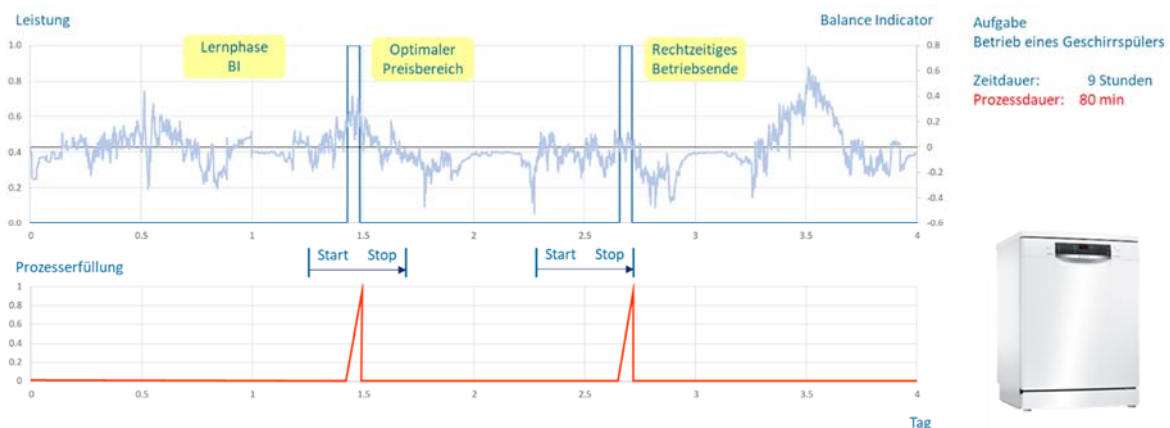 Leistung
Balance Indicator
Aufgabe
Betrieb eines Geschirrspülers
Zeitdauer: 9 Stunden
Prozessdauer: 80 min
Lernphase
BI
Optimaler
Preisbereich
Rechtzeitiges
Betriebsende
1.0
0.8
0.6
0.4
0.2
0.0
0.8
0.6
0.4
0.2
0
-0.2
-0.4
-0.6
0 0.5 1 1.5 2 2.5 3 3.5 4
Start Stop
Start Stop
Prozesserfüllung
1
0.8
0.6
0.4
0.2
0
0 0.5 1 1.5 2 2.5 3 3.5 4
Tag